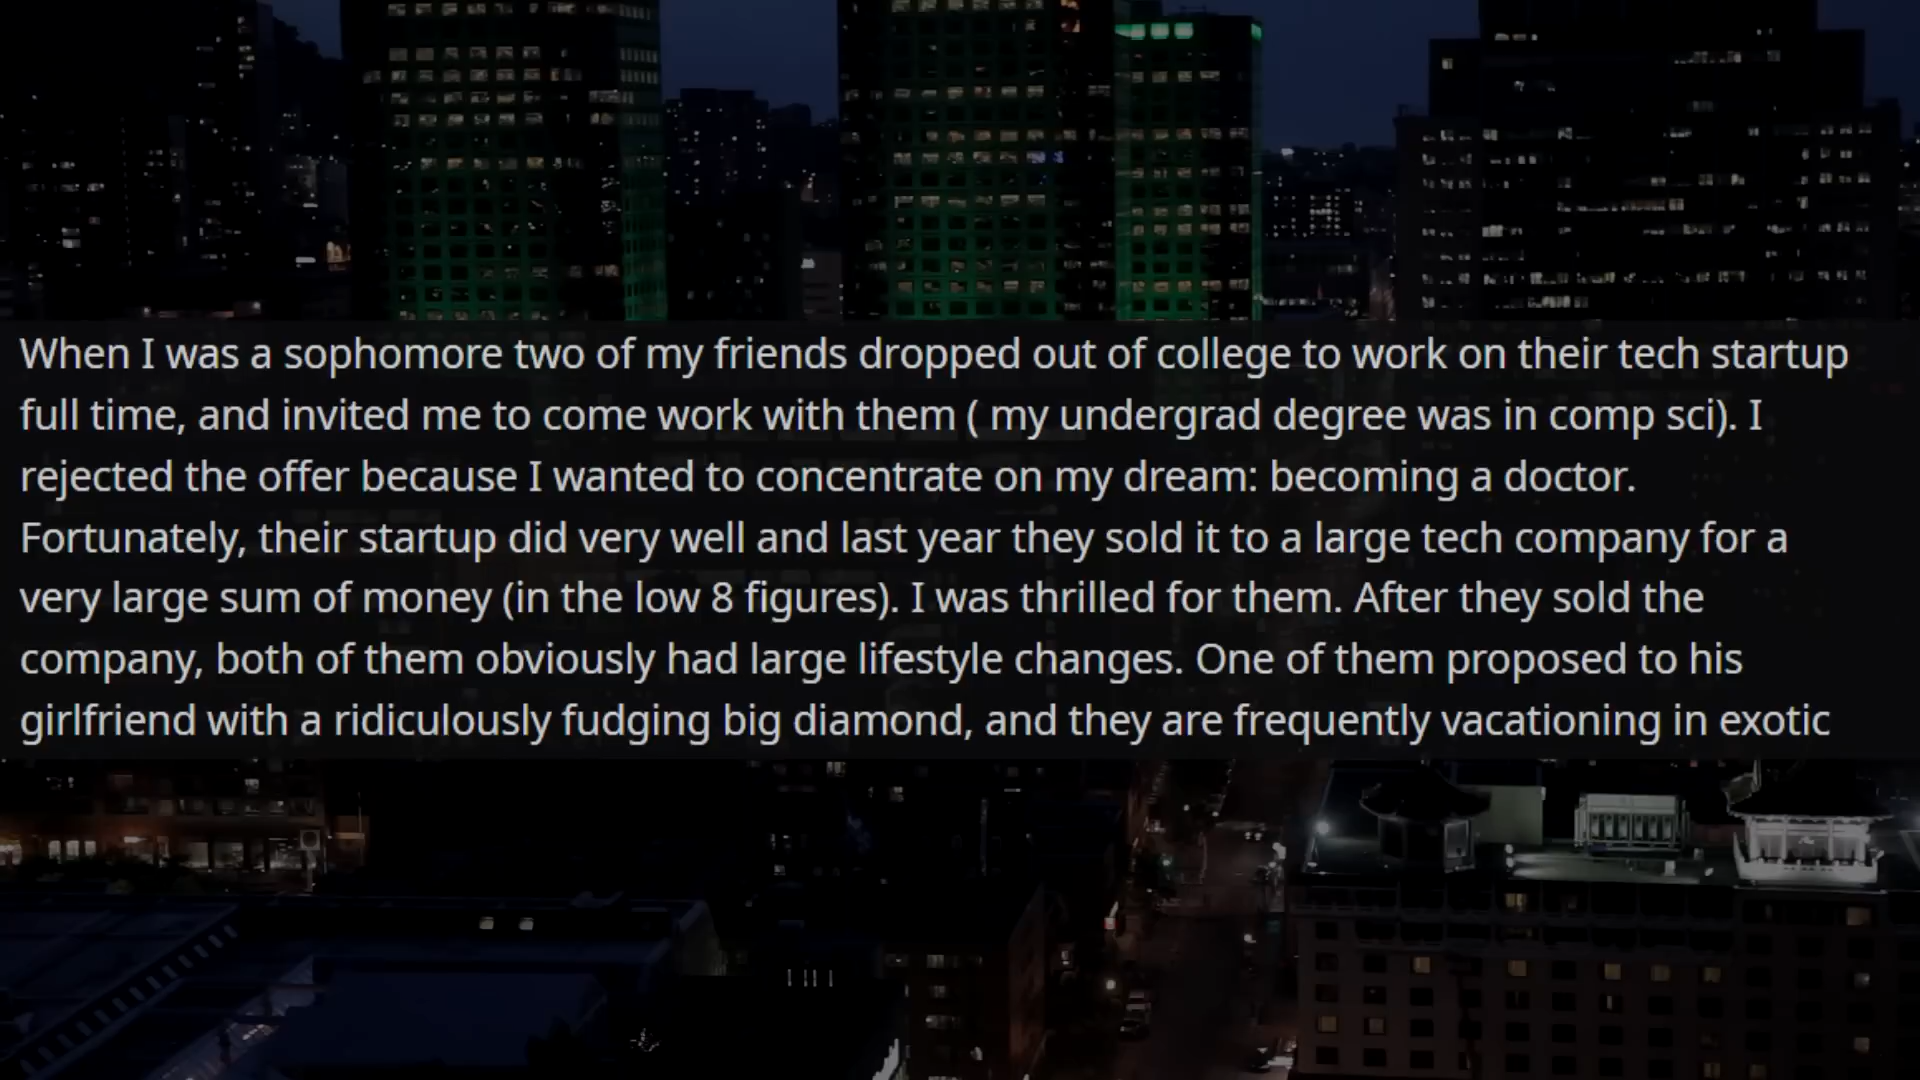 When I was a sophomore two of my friends dropped out of college to work on their tech startup
full time, and invited me to come work with them ( my undergrad degree was in comp sci). I
rejected the offer because I wanted to concentrate on my dream: becoming a doctor.
Fortunately, their startup did very well and last year they sold it to a large tech company for a
very large sum of money (in the low 8 figures). I was thrilled for them. After they sold the
company, both of them obviously had large lifestyle changes. One of them proposed to his
girlfriend with a ridiculously fudging big diamond, and they are frequently vacationing in exotic